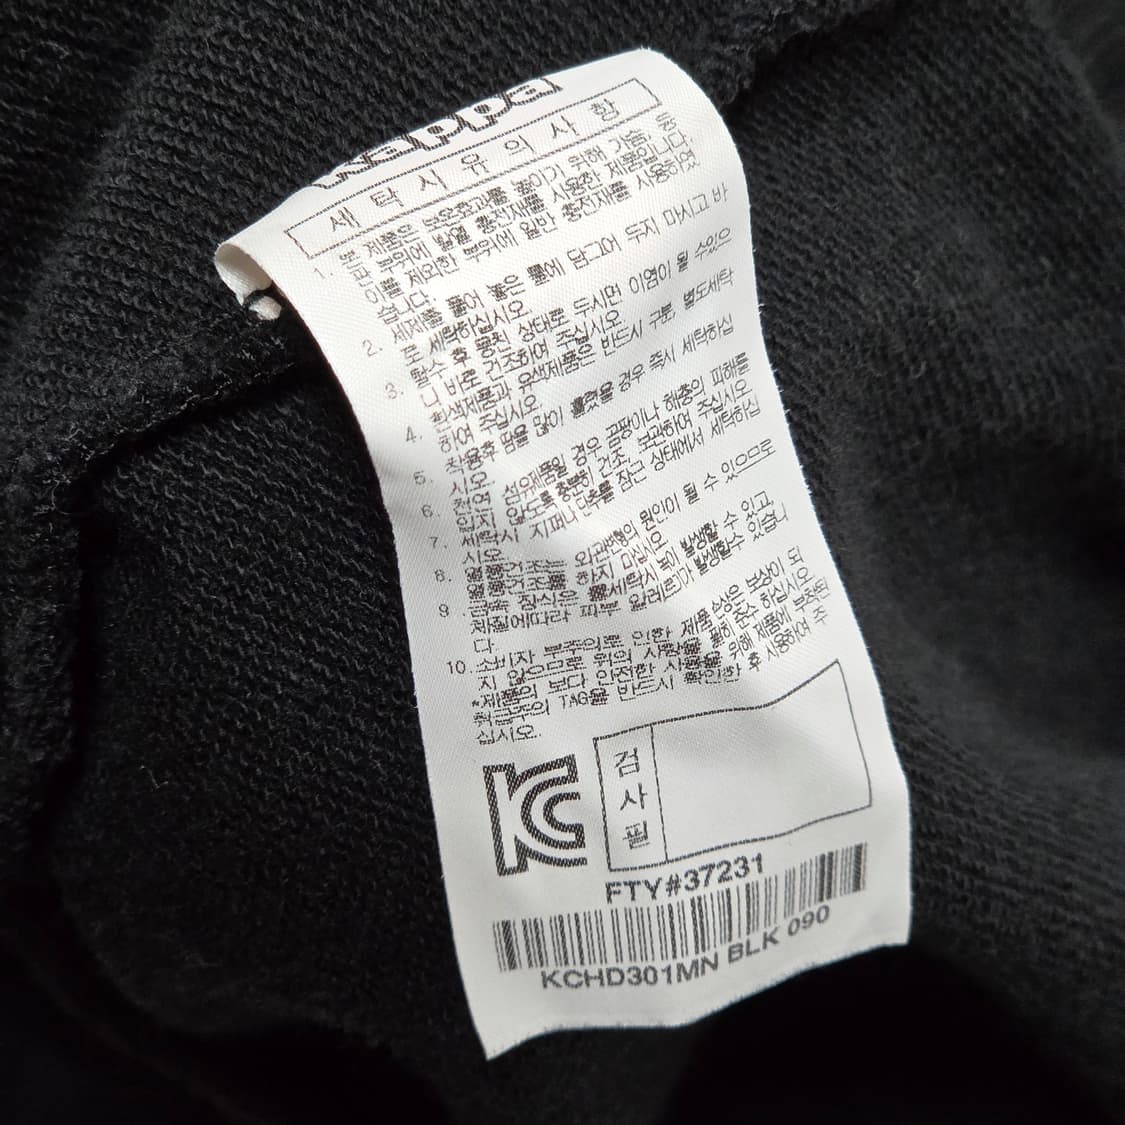 Kappa
세탁시유의사항
1. 본 제품은 보온효과를 높이기 위해 기술 등
판 부위에 발열 충전재를 사용한 제품입니다.
이를 제외한 부위에 일반 충전재를 사용하였
습니다.
2. 세제를 풀어 놓은 물에 담그어 두지 마시고 바
로 세탁하십시오.
3. 탈수 후 뭉친 상태로 두시면 이염이 될 수있으
니 바로 건조하여 주십시오
4. 흰색제품과 유색제품은 반드시 구분, 별도세탁
하여 주십시오
5. 착용후 땀을 많이 흘렸을 경우 즉시 세탁하십
시오.
6. 천연 섬유제품일 경우 곰팡이나 해충의 피해를
입지 않도록 충분히 건조, 보관하여 주십시오
7. 세탁시 지퍼나 단추를 잠근 상태에서 세탁하십
시오.
8. 열풍건조는 외관변형의 원인이 될 수 있으므로
열풍건조를 하지 마십시오
9. 금속 장식은 물세탁시 녹이 발생할 수 있고,
체질에따라 피부 알레르기가 발생할수 있습니
다.
10. 소비자 부주의로 인한 제품 보상은 보상이 되
지 않으므로 위의 사항을 필히 준수 하십시오.
*제품의 보다 안전한 사용을 위해 제품에 부착된
취급주의 TAG을 반드시 확인한 후 사용하여 주
십시오.
KC
검사필
FTY#37231
KCHD301MN BLK 090